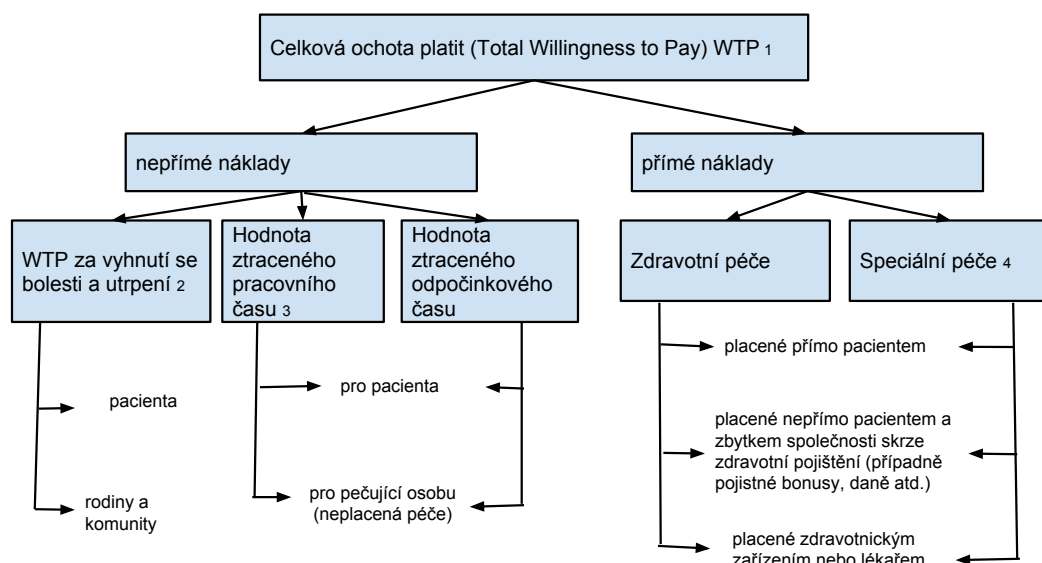 Celková ochota platit (Total Willingness to Pay) WTP 1
nepřímé náklady
přímé náklady
WTP za vyhnutí se
bolesti a utrpení 2
Hodnota
ztraceného
pracovního
času 3
Hodnota
ztraceného
odpočinkového
času
Zdravotní péče
Speciální péče 4
pacienta
rodiny a
komunity
pro pacienta
pro pečující osobu
(neplacená péče)
placené přímo pacientem
placené nepřímo pacientem a
zbytkem společnosti skrze
zdravotní pojištění (případně
pojistné bonusy, daně atd.)
placené zdravotnickým
zařízením nebo lékařem